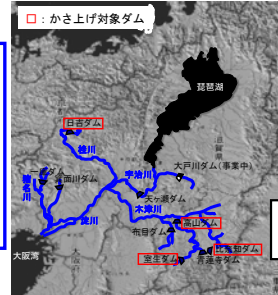 □：かさ上げ対象ダム
琵琶湖
滋賀県
日吉ダム
桂川
宇治川
大戸川ダム(事業中)
一庫ダム
猪名川
天ヶ瀬ダム
木津川
淀川
高山ダム
布目ダム
大阪湾
比奈知ダム
室生ダム
青蓮寺ダム